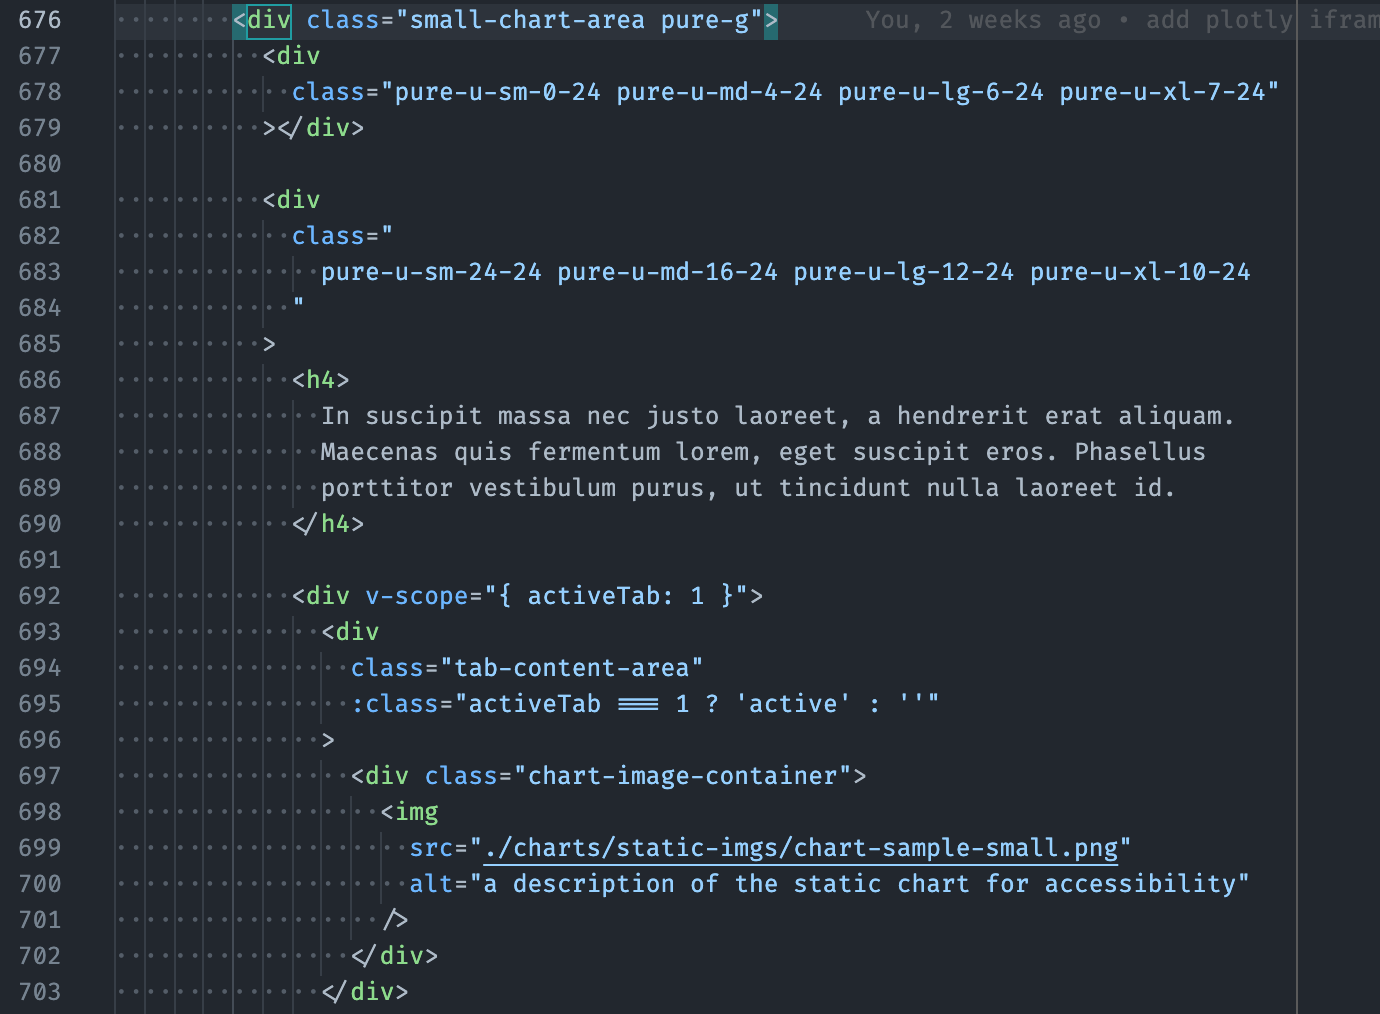 676 <div class="small-chart-area pure-g"> You, 2 weeks ago • add plotly ifram
677 <div
678 class="pure-u-sm-0-24 pure-u-md-4-24 pure-u-lg-6-24 pure-u-xl-7-24"
679 ></div>
680
681 <div
682 class="
683 pure-u-sm-24-24 pure-u-md-16-24 pure-u-lg-12-24 pure-u-xl-10-24
684 "
685 >
686 <h4>
687 In suscipit massa nec justo laoreet, a hendrerit erat aliquam.
688 Maecenas quis fermentum lorem, eget suscipit eros. Phasellus
689 porttitor vestibulum purus, ut tincidunt nulla laoreet id.
690 </h4>
691
692 <div v-scope="{ activeTab: 1 }">
693 <div
694 class="tab-content-area"
695 :class="activeTab === 1 ? 'active' : ''"
696 >
697 <div class="chart-image-container">
698 <img
699 src="./charts/static-imgs/chart-sample-small.png"
700 alt="a description of the static chart for accessibility"
701 />
702 </div>
703 </div>